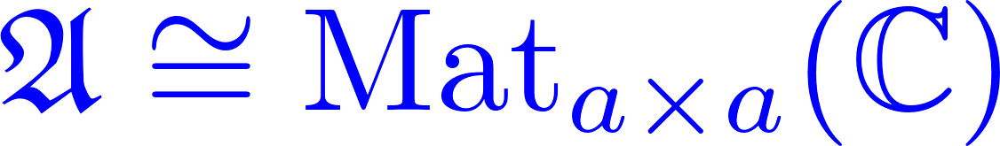 𝔄 ≅ Mat_{a×a}(ℂ)